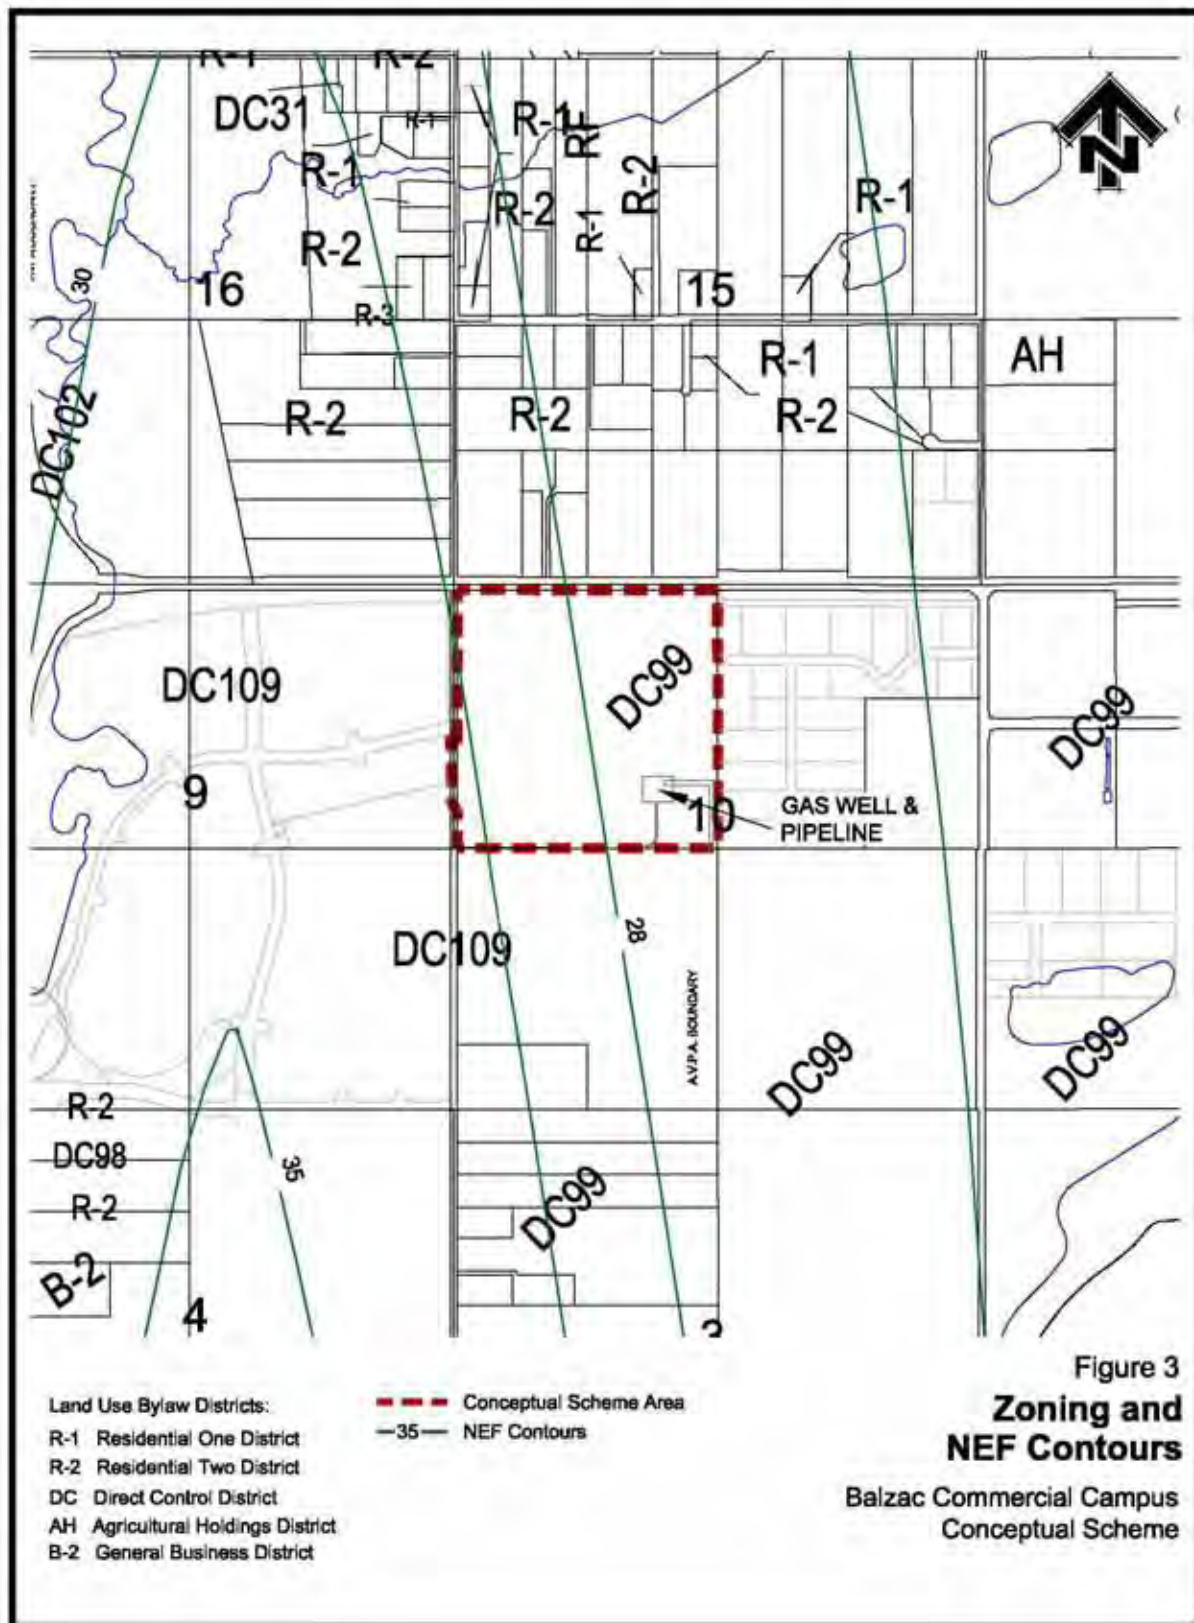 R-1
R-2
DC31
R-1
R-1
RF
R-1
R-2
R-2
R-1
R-1
R-2
N
30
16
R-3
15
R-1
AH
R-2
R-2
R-2
DC102
DC109
DC99
DC99
9
10
GAS WELL &
PIPELINE
DC109
28
A.V.P.A. BOUNDARY
DC99
DC99
R-2
DC98
35
R-2
DC99
B-2
4
Figure 3
Zoning and
NEF Contours
Balzac Commercial Campus
Conceptual Scheme
Land Use Bylaw Districts:
R-1 Residential One District
R-2 Residential Two District
DC Direct Control District
AH Agricultural Holdings District
B-2 General Business District
Conceptual Scheme Area
35 NEF Contours